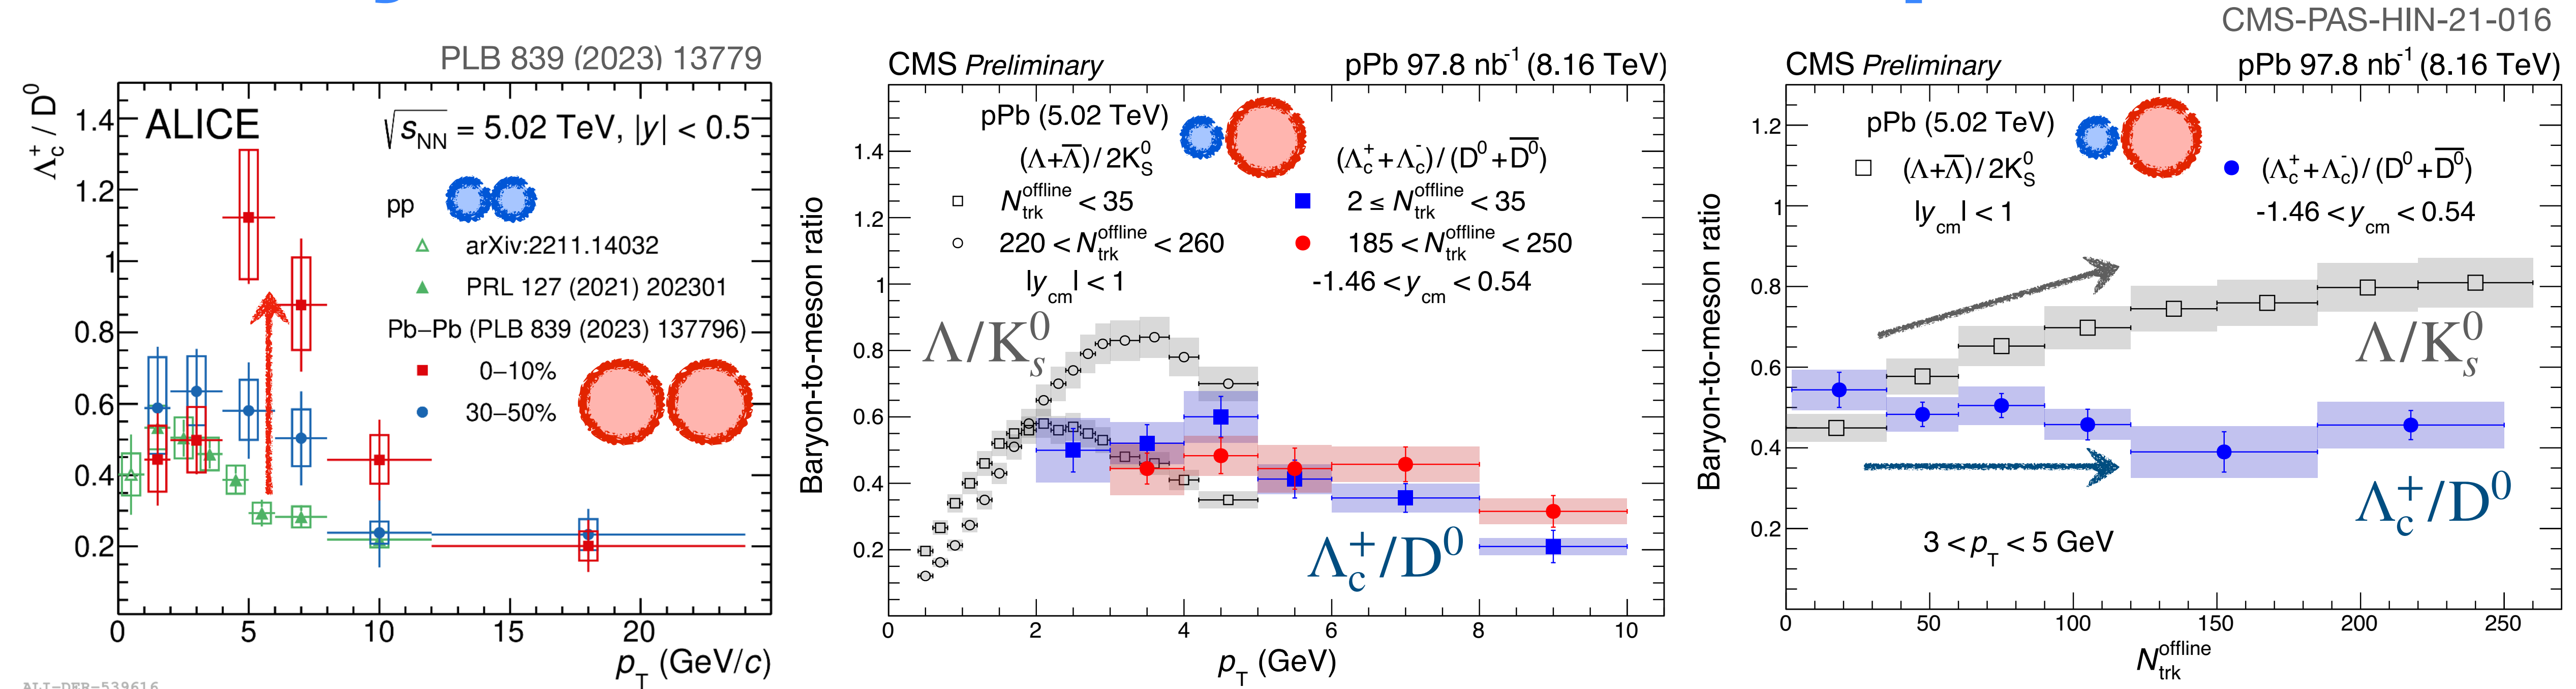 PLB 839 (2023) 13779
Λc+ / D0
ALICE
√sNN = 5.02 TeV, |y| < 0.5
pp
arXiv:2211.14032
PRL 127 (2021) 202301
Pb–Pb (PLB 839 (2023) 137796)
0–10%
30–50%
1.4
1.2
1
0.8
0.6
0.4
0.2
0 5 10 15 20
pT (GeV/c)
ALI-DER-539616
CMS Preliminary
pPb 97.8 nb-1 (8.16 TeV)
Baryon-to-meson ratio
pPb (5.02 TeV)
(Λ+Λ̅) / 2K0S
(Λc+ + Λc-) / (D0 + D̅0)
Ntrk offline < 35
2 ≤ Ntrk offline < 35
220 < Ntrk offline < 260
185 < Ntrk offline < 250
|ycm| < 1
-1.46 < ycm < 0.54
Λ/K0s
Λc+/D0
1.4
1.2
1
0.8
0.6
0.4
0.2
0 2 4 6 8 10
pT (GeV)
CMS-PAS-HIN-21-016
CMS Preliminary
pPb 97.8 nb-1 (8.16 TeV)
Baryon-to-meson ratio
pPb (5.02 TeV)
(Λ+Λ̅) / 2K0S
(Λc+ + Λc-) / (D0 + D̅0)
|ycm| < 1
-1.46 < ycm < 0.54
Λ/K0s
Λc+/D0
3 < pT < 5 GeV
1.2
1
0.8
0.6
0.4
0.2
0 50 100 150 200 250
Ntrk offline